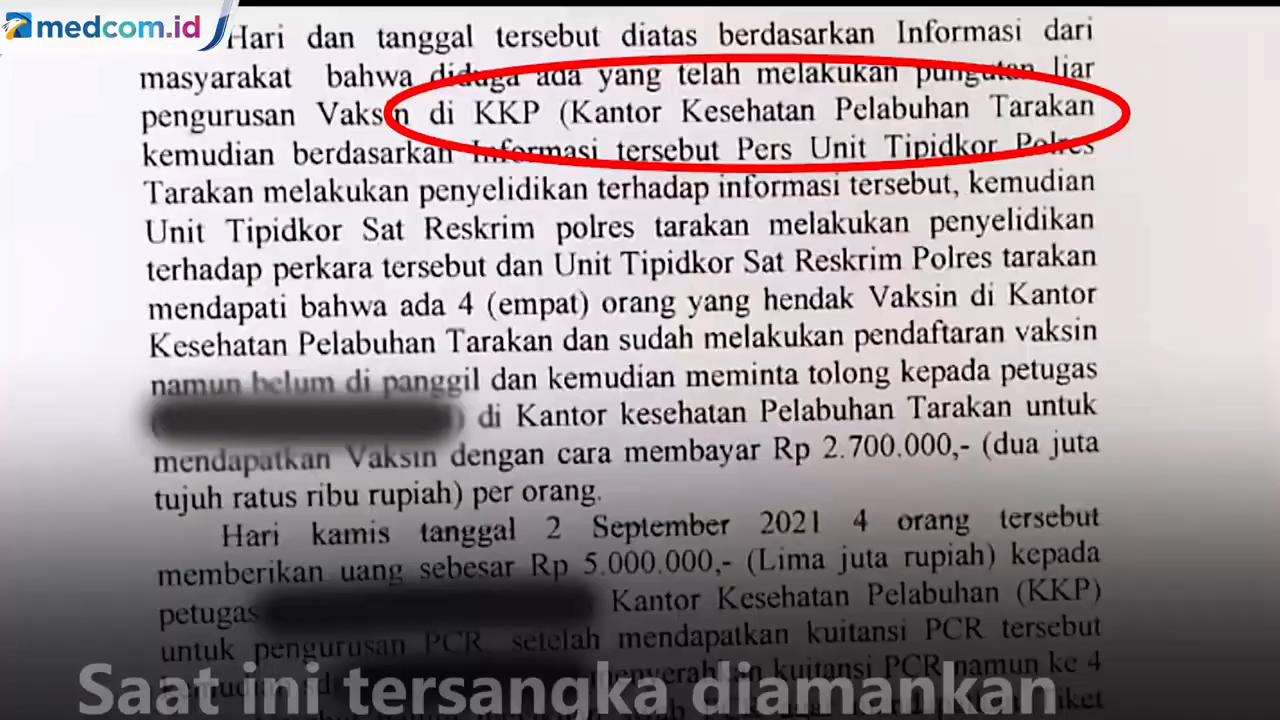 medcom.id
Hari dan tanggal tersebut diatas berdasarkan Informasi dari
masyarakat bahwa diduga ada yang telah melakukan pungutan liar
pengurusan Vaksin di KKP (Kantor Kesehatan Pelabuhan Tarakan
kemudian berdasarkan Informasi tersebut Pers Unit Tipidkor Polres
Tarakan melakukan penyelidikan terhadap informasi tersebut, kemudian
Unit Tipidkor Sat Reskrim polres tarakan melakukan penyelidikan
terhadap perkara tersebut dan Unit Tipidkor Sat Reskrim Polres tarakan
mendapati bahwa ada 4 (empat) orang yang hendak Vaksin di Kantor
Kesehatan Pelabuhan Tarakan dan sudah melakukan pendaftaran vaksin
namun belum di panggil dan kemudian meminta tolong kepada petugas
( ) di Kantor kesehatan Pelabuhan Tarakan untuk
mendapatkan Vaksin dengan cara membayar Rp 2.700.000,- (dua juta
tujuh ratus ribu rupiah) per orang.
Hari kamis tanggal 2 September 2021 4 orang tersebut
memberikan uang sebesar Rp 5.000.000,- (Lima juta rupiah) kepada
petugas Kantor Kesehatan Pelabuhan (KKP)
untuk pengurusan PCR, setelah mendapatkan kuitansi PCR tersebut
kemudian sd menyerahkan kuitansi PCR namun ke 4
Saat ini tersangka diamankan